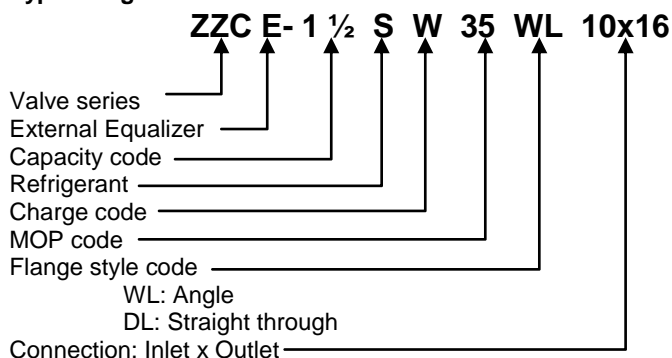 ZZC E- 1 ½ S W 35 WL 10x16
Valve series
External Equalizer
Capacity code
Refrigerant
Charge code
MOP code
Flange style code
WL: Angle
DL: Straight through
Connection: Inlet x Outlet